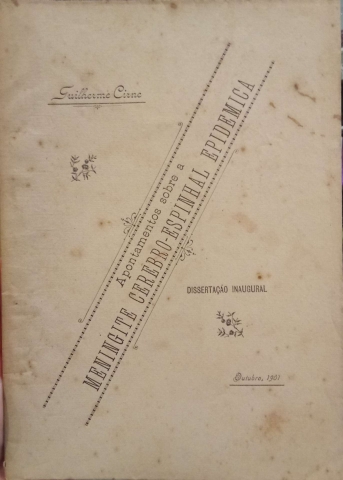 Guilherme Cirne
Apontamentos sobre a
MENINGITE CEREBRO-ESPINHAL EPIDEMICA
DISSERTAÇÃO INAUGURAL
Outubro, 1901